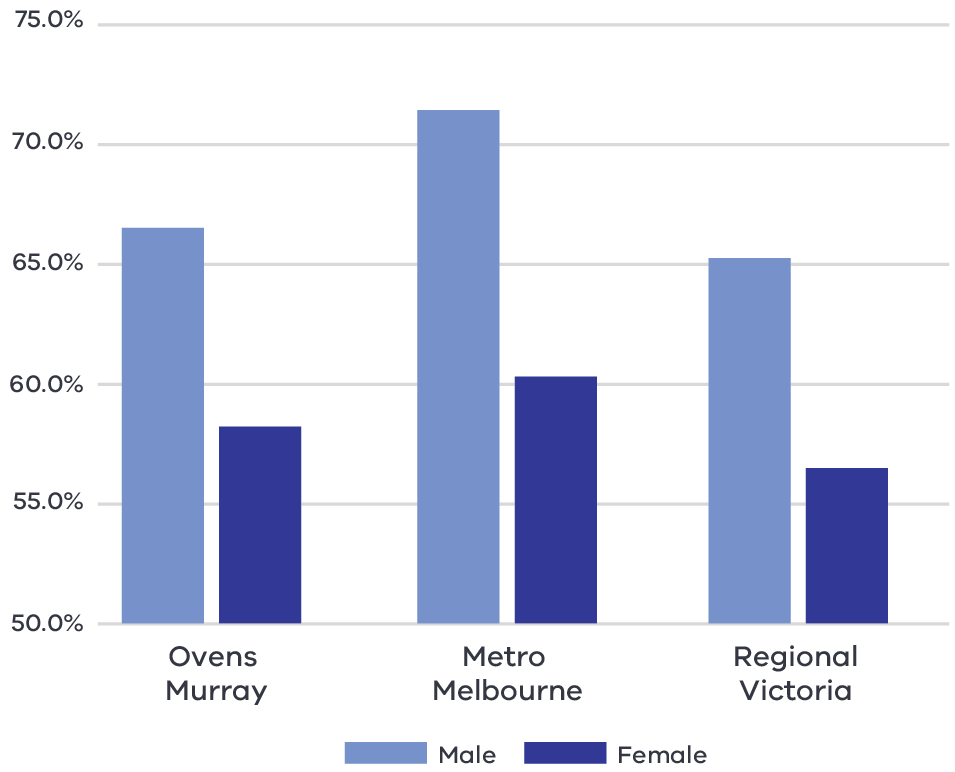 75.0%
70.0%
65.0%
60.0%
55.0%
50.0%
Ovens
Murray
Metro
Melbourne
Regional
Victoria
Male
Female